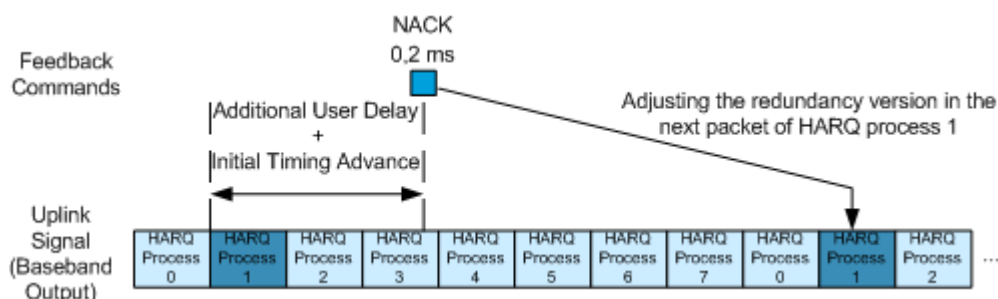 NACK
0,2 ms
Feedback
Commands
Additional User Delay
+
Initial Timing Advance
Adjusting the redundancy version in the
next packet of HARQ process 1
Uplink
Signal
(Baseband
Output)
HARQ
Process
0
HARQ
Process
1
HARQ
Process
2
HARQ
Process
3
HARQ
Process
4
HARQ
Process
5
HARQ
Process
6
HARQ
Process
7
HARQ
Process
0
HARQ
Process
1
HARQ
Process
2
...